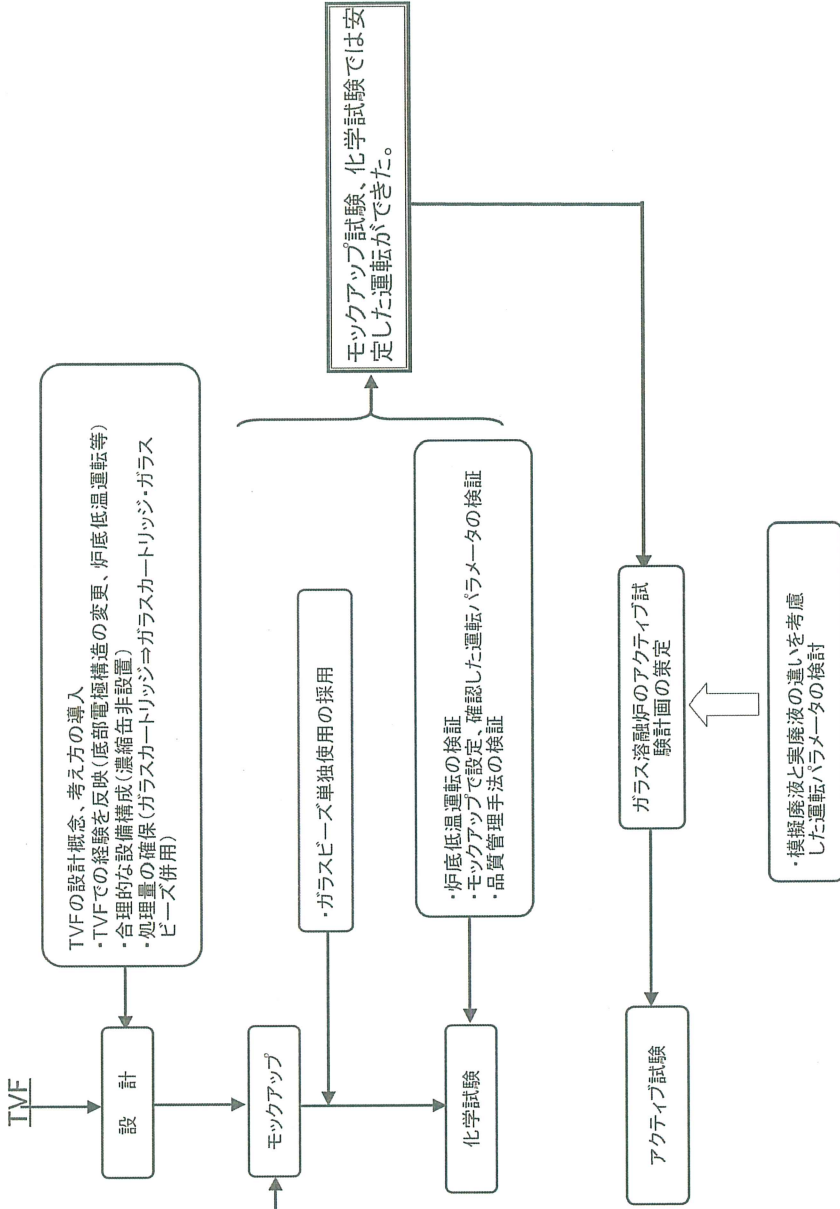 TVF
設 計
TVFの設計概念、考え方の導入
・TVFでの経験を反映(底部電極構造の変更、炉底低温運転等)
・合理的な設備構成(濃縮缶非設置)
・処理量の確保(ガラスカートリッジ⇒ガラスカートリッジ・ガラス
ビーズ併用)
モックアップ
・ガラスビーズ単独使用の採用
化学試験
・炉底低温運転の検証
・モックアップで設定、確認した運転パラメータの検証
・品質管理手法の検証
モックアップ試験、化学試験では安
定した運転ができた。
アクティブ試験
ガラス溶融炉のアクティブ試
験計画の策定
・模擬廃液と実廃液の違いを考慮
した運転パラメータの検討